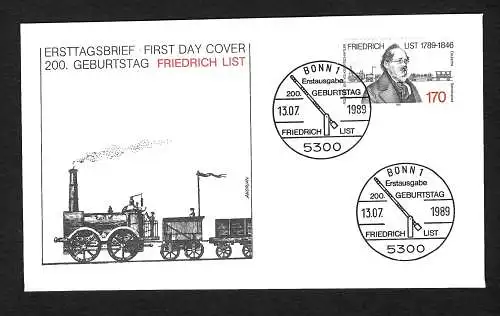 ERSTTAGSBRIEF · FIRST DAY COVER
200. GEBURTSTAG FRIEDRICH LIST
FRIEDRICH LIST 1789-1846
170
BONN 1
Erstausgabe
200. GEBURTSTAG
13.07. 1989
FRIEDRICH LIST
5300
BONN 1
Erstausgabe
200. GEBURTSTAG
13.07. 1989
FRIEDRICH LIST
5300